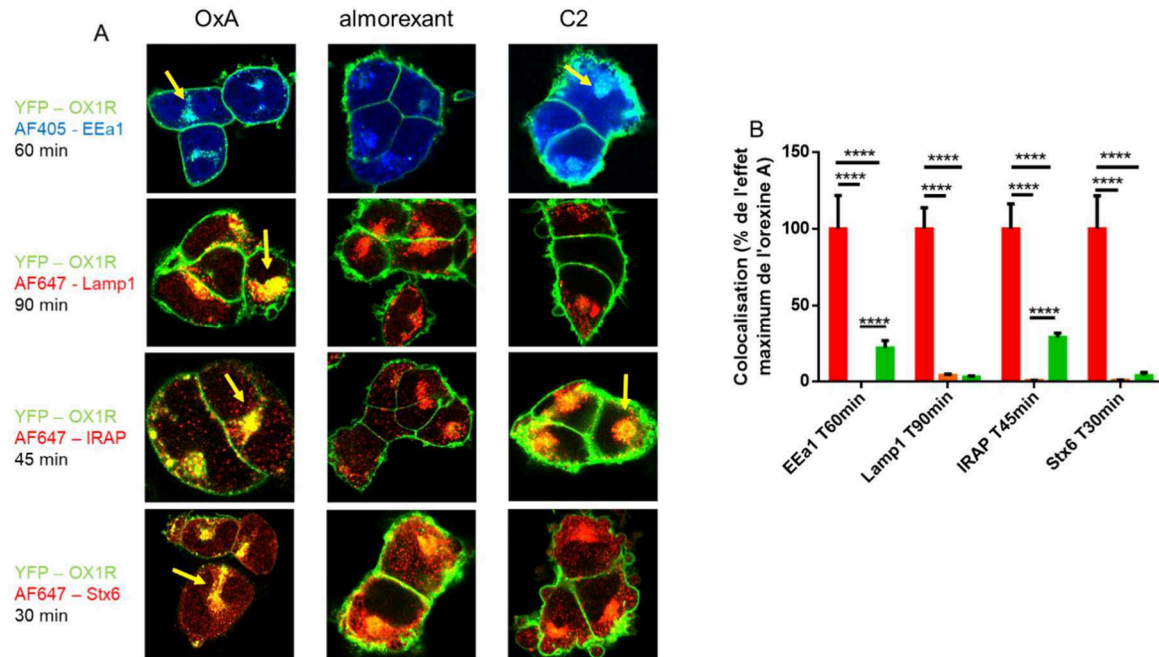 A
OxA almorexant C2
YFP – OX1R
AF405 - EEa1
60 min
YFP – OX1R
AF647 - Lamp1
90 min
YFP – OX1R
AF647 – IRAP
45 min
YFP – OX1R
AF647 – Stx6
30 min
B
Colocalisation (% de l'effet
maximum de l'orexine A)
150
100
50
0
**** **** **** ****
**** **** **** ****
**** ****
EEa1 T60min
Lamp1 T90min
IRAP T45min
Stx6 T30min